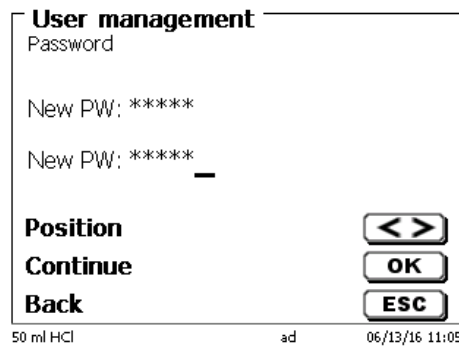 User management
Password
New PW: *****
New PW: *****_
Position < >
Continue OK
Back ESC
50 ml HCl ad 06/13/16 11:05